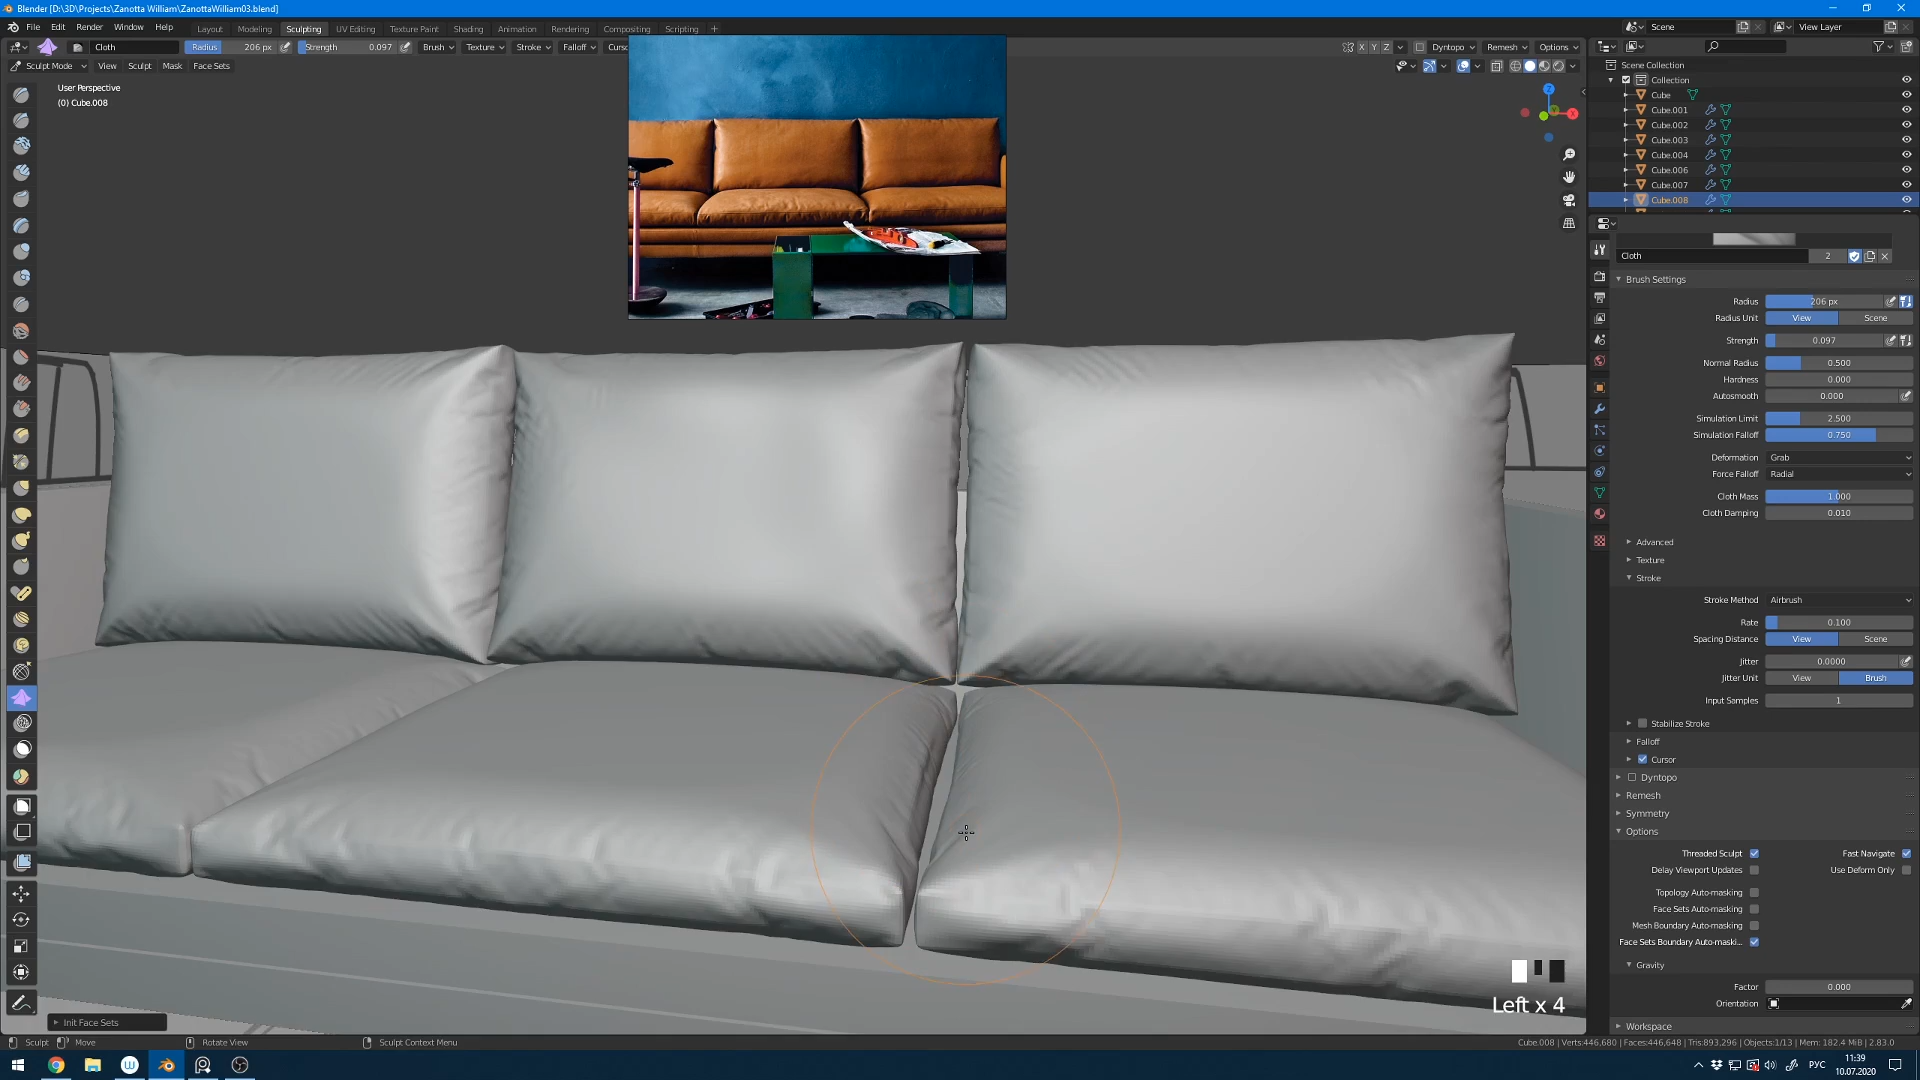 Blender [D:\3D\Projects\Zanotta William\ZanottaWilliam03.blend]
File Edit Render Window Help
Layout Modeling Sculpting UV Editing Texture Paint Shading Animation Rendering Compositing Scripting +
Scene View Layer
Cloth Radius 206 px Strength 0.097 Brush Texture Stroke Falloff Curso
X Y Z Dyntopo Remesh Options
Sculpt Mode View Sculpt Mask Face Sets
User Perspective
(0) Cube.008
Scene Collection
Collection
Cube
Cube.001
Cube.002
Cube.003
Cube.004
Cube.006
Cube.007
Cube.008
Cloth 2
Brush Settings
Radius 206 px
Radius Unit View Scene
Strength 0.097
Normal Radius 0.500
Hardness 0.000
Autosmooth 0.000
Simulation Limit 2.500
Simulation Falloff 0.750
Deformation Grab
Force Falloff Radial
Cloth Mass 1.000
Cloth Damping 0.010
Advanced
Texture
Stroke
Stroke Method Airbrush
Rate 0.100
Spacing Distance View Scene
Jitter 0.0000
Jitter Unit View Brush
Input Samples 1
Stabilize Stroke
Falloff
Cursor
Dyntopo
Remesh
Symmetry
Options
Threaded Sculpt Fast Navigate
Delay Viewport Updates Use Deform Only
Topology Auto-masking
Face Sets Auto-masking
Mesh Boundary Auto-masking
Face Sets Boundary Auto-maski...
Gravity
Factor 0.000
Orientation
Workspace
Left x 4
Init Face Sets
Sculpt Move Rotate View Sculpt Context Menu
Cube.008 | Verts:446,680 | Faces:446,648 | Tris:893,296 | Objects:1/13 | Mem: 182.4 MiB | 2.83.0
РУС
11:39
10.07.2020